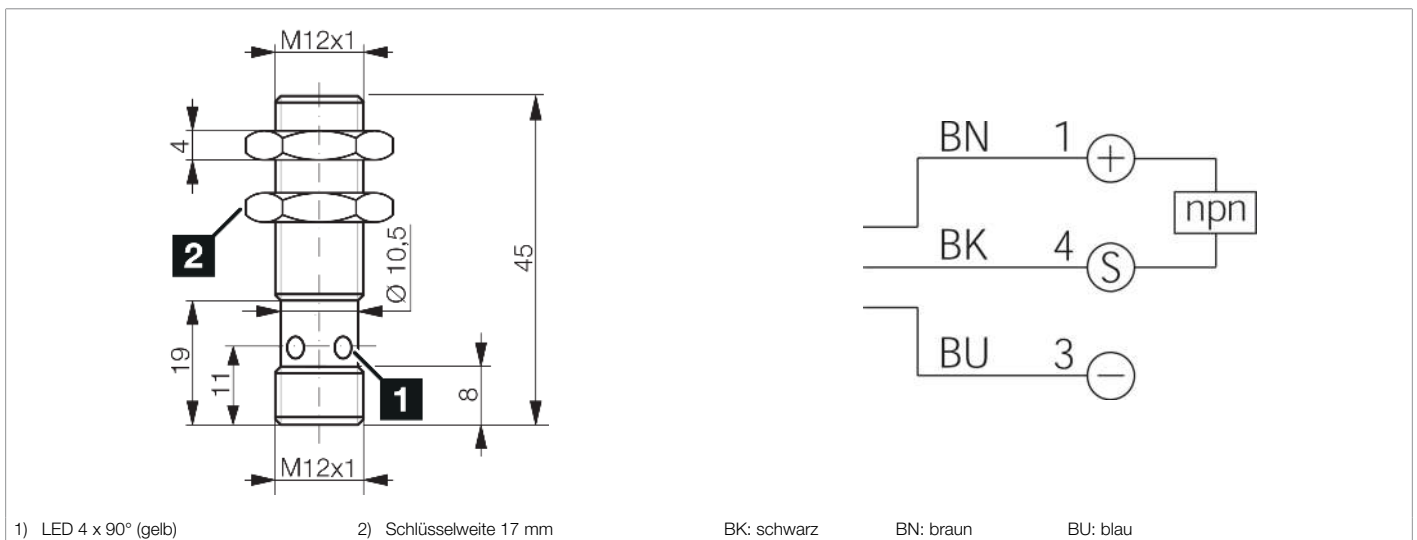 M12x1
4
2
Ø 10,5
45
19
11
1
8
M12x1
BN 1 +
npn
BK 4 S
BU 3 −
1) LED 4 x 90° (gelb) 2) Schlüsselweite 17 mm BK: schwarz BN: braun BU: blau